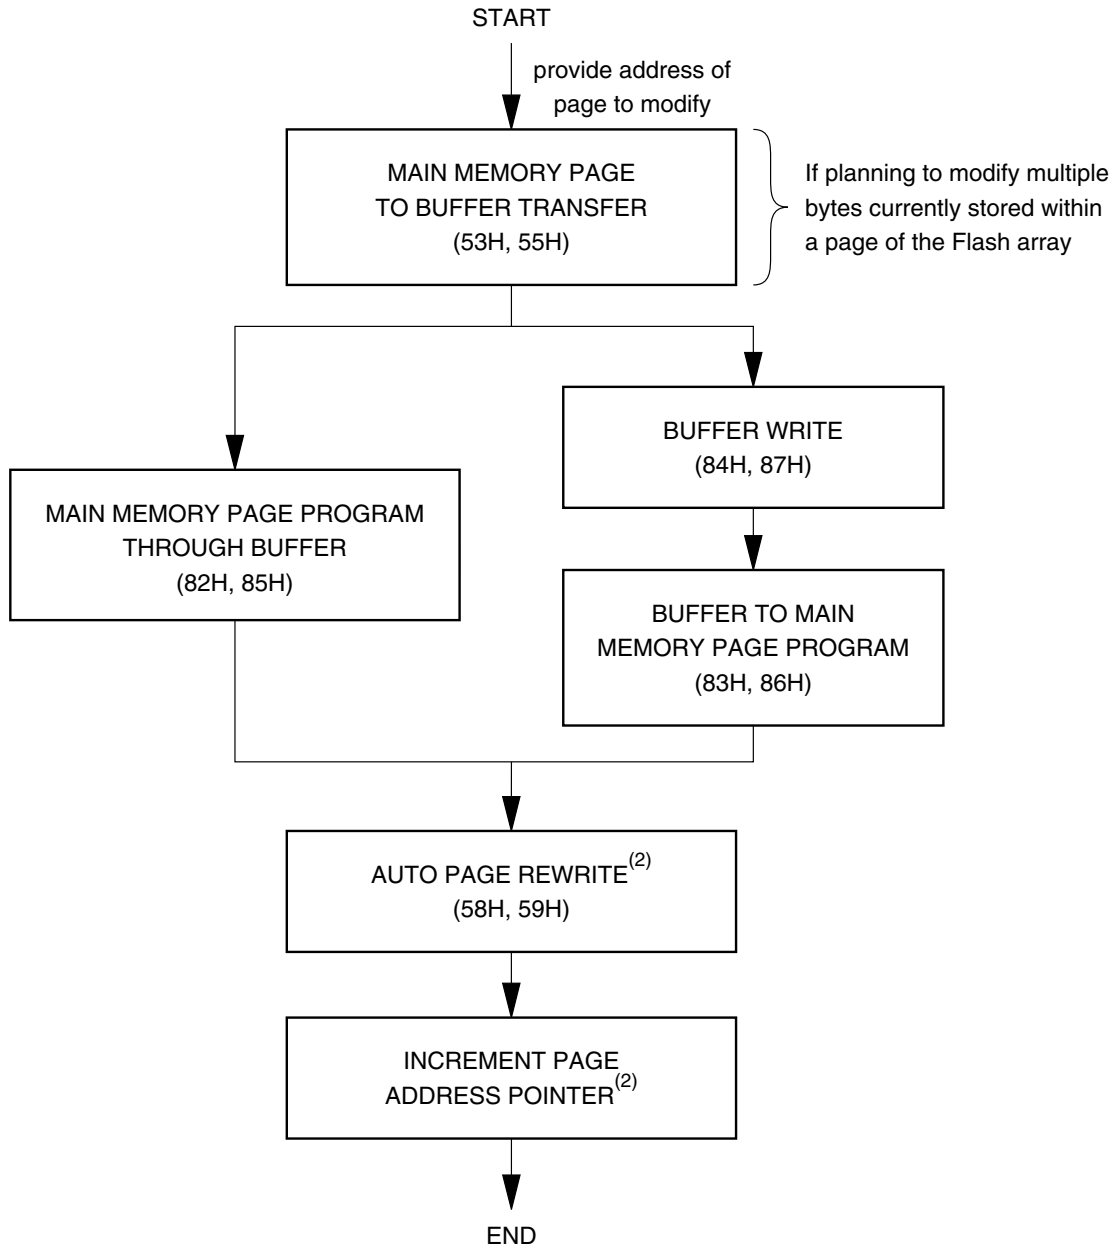 START
provide address of
page to modify
MAIN MEMORY PAGE
TO BUFFER TRANSFER
(53H, 55H)
If planning to modify multiple
bytes currently stored within
a page of the Flash array
MAIN MEMORY PAGE PROGRAM
THROUGH BUFFER
(82H, 85H)
BUFFER WRITE
(84H, 87H)
BUFFER TO MAIN
MEMORY PAGE PROGRAM
(83H, 86H)
AUTO PAGE REWRITE(2)
(58H, 59H)
INCREMENT PAGE
ADDRESS POINTER(2)
END